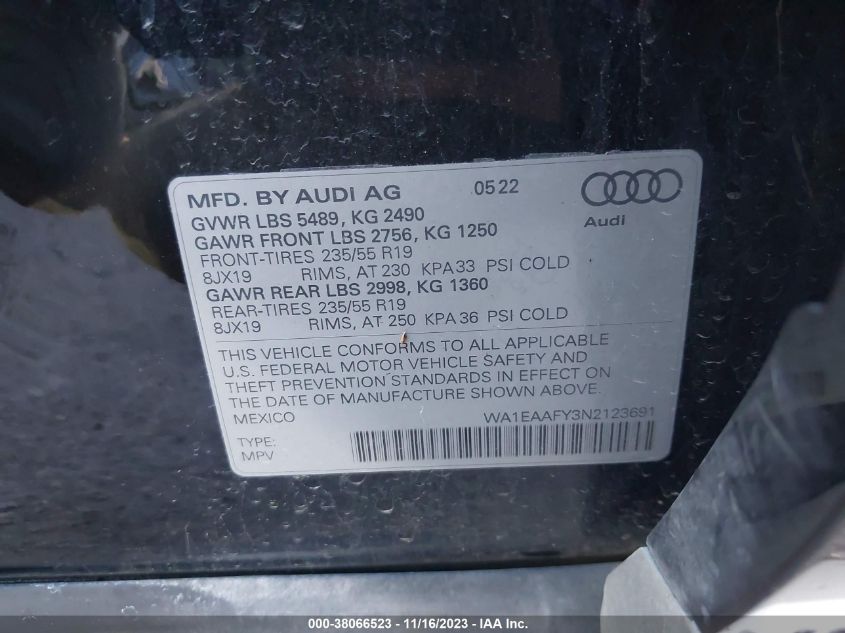 MFD. BY AUDI AG 05 22
Audi
GVWR LBS 5489, KG 2490
GAWR FRONT LBS 2756, KG 1250
FRONT-TIRES 235/55 R19
8JX19 RIMS, AT 230 KPA 33 PSI COLD
GAWR REAR LBS 2998, KG 1360
REAR-TIRES 235/55 R19
8JX19 RIMS, AT 250 KPA 36 PSI COLD
THIS VEHICLE CONFORMS TO ALL APPLICABLE
U.S. FEDERAL MOTOR VEHICLE SAFETY AND
THEFT PREVENTION STANDARDS IN EFFECT ON
THE DATE OF MANUFACTURE SHOWN ABOVE.
MEXICO WA1EAAFY3N2123691
TYPE:
MPV
000-38066523 - 11/16/2023 - IAAI.com